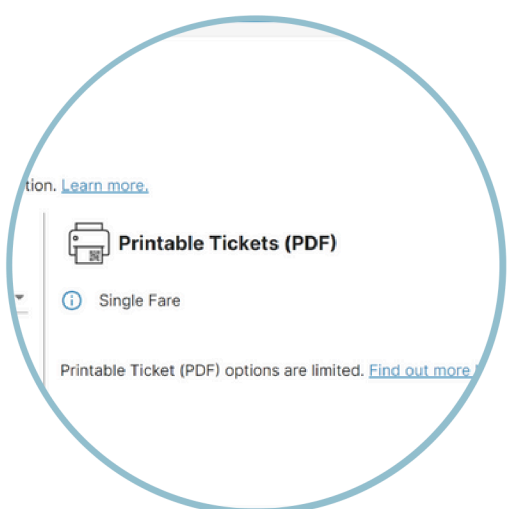 tion. Learn more.
Printable Tickets (PDF)
Single Fare
Printable Ticket (PDF) options are limited. Find out more